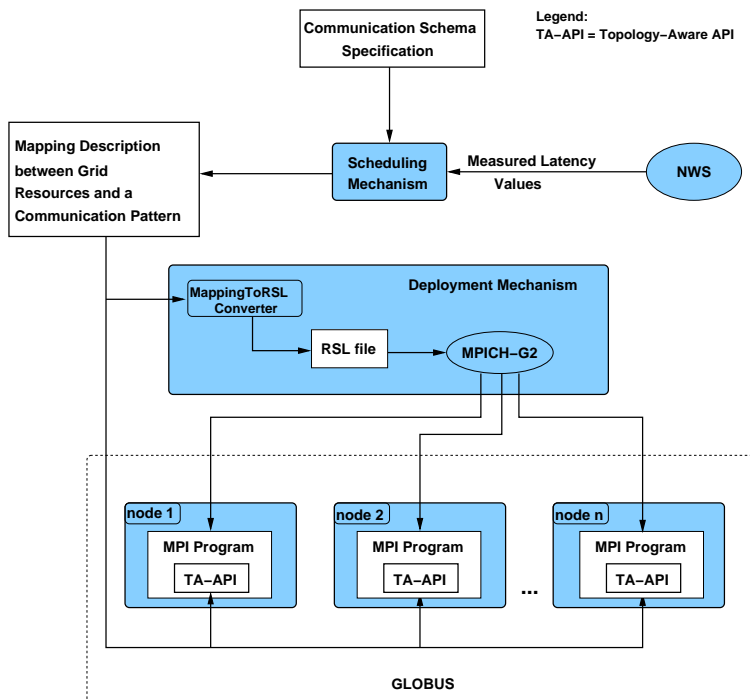 Communication Schema
Specification
Legend:
TA−API = Topology−Aware API
Mapping Description
between Grid
Resources and a
Communication Pattern
Scheduling
Mechanism
Measured Latency
Values
NWS
Deployment Mechanism
MappingToRSL
Converter
RSL file
MPICH−G2
node 1
MPI Program
TA−API
node 2
MPI Program
TA−API
...
node n
MPI Program
TA−API
GLOBUS